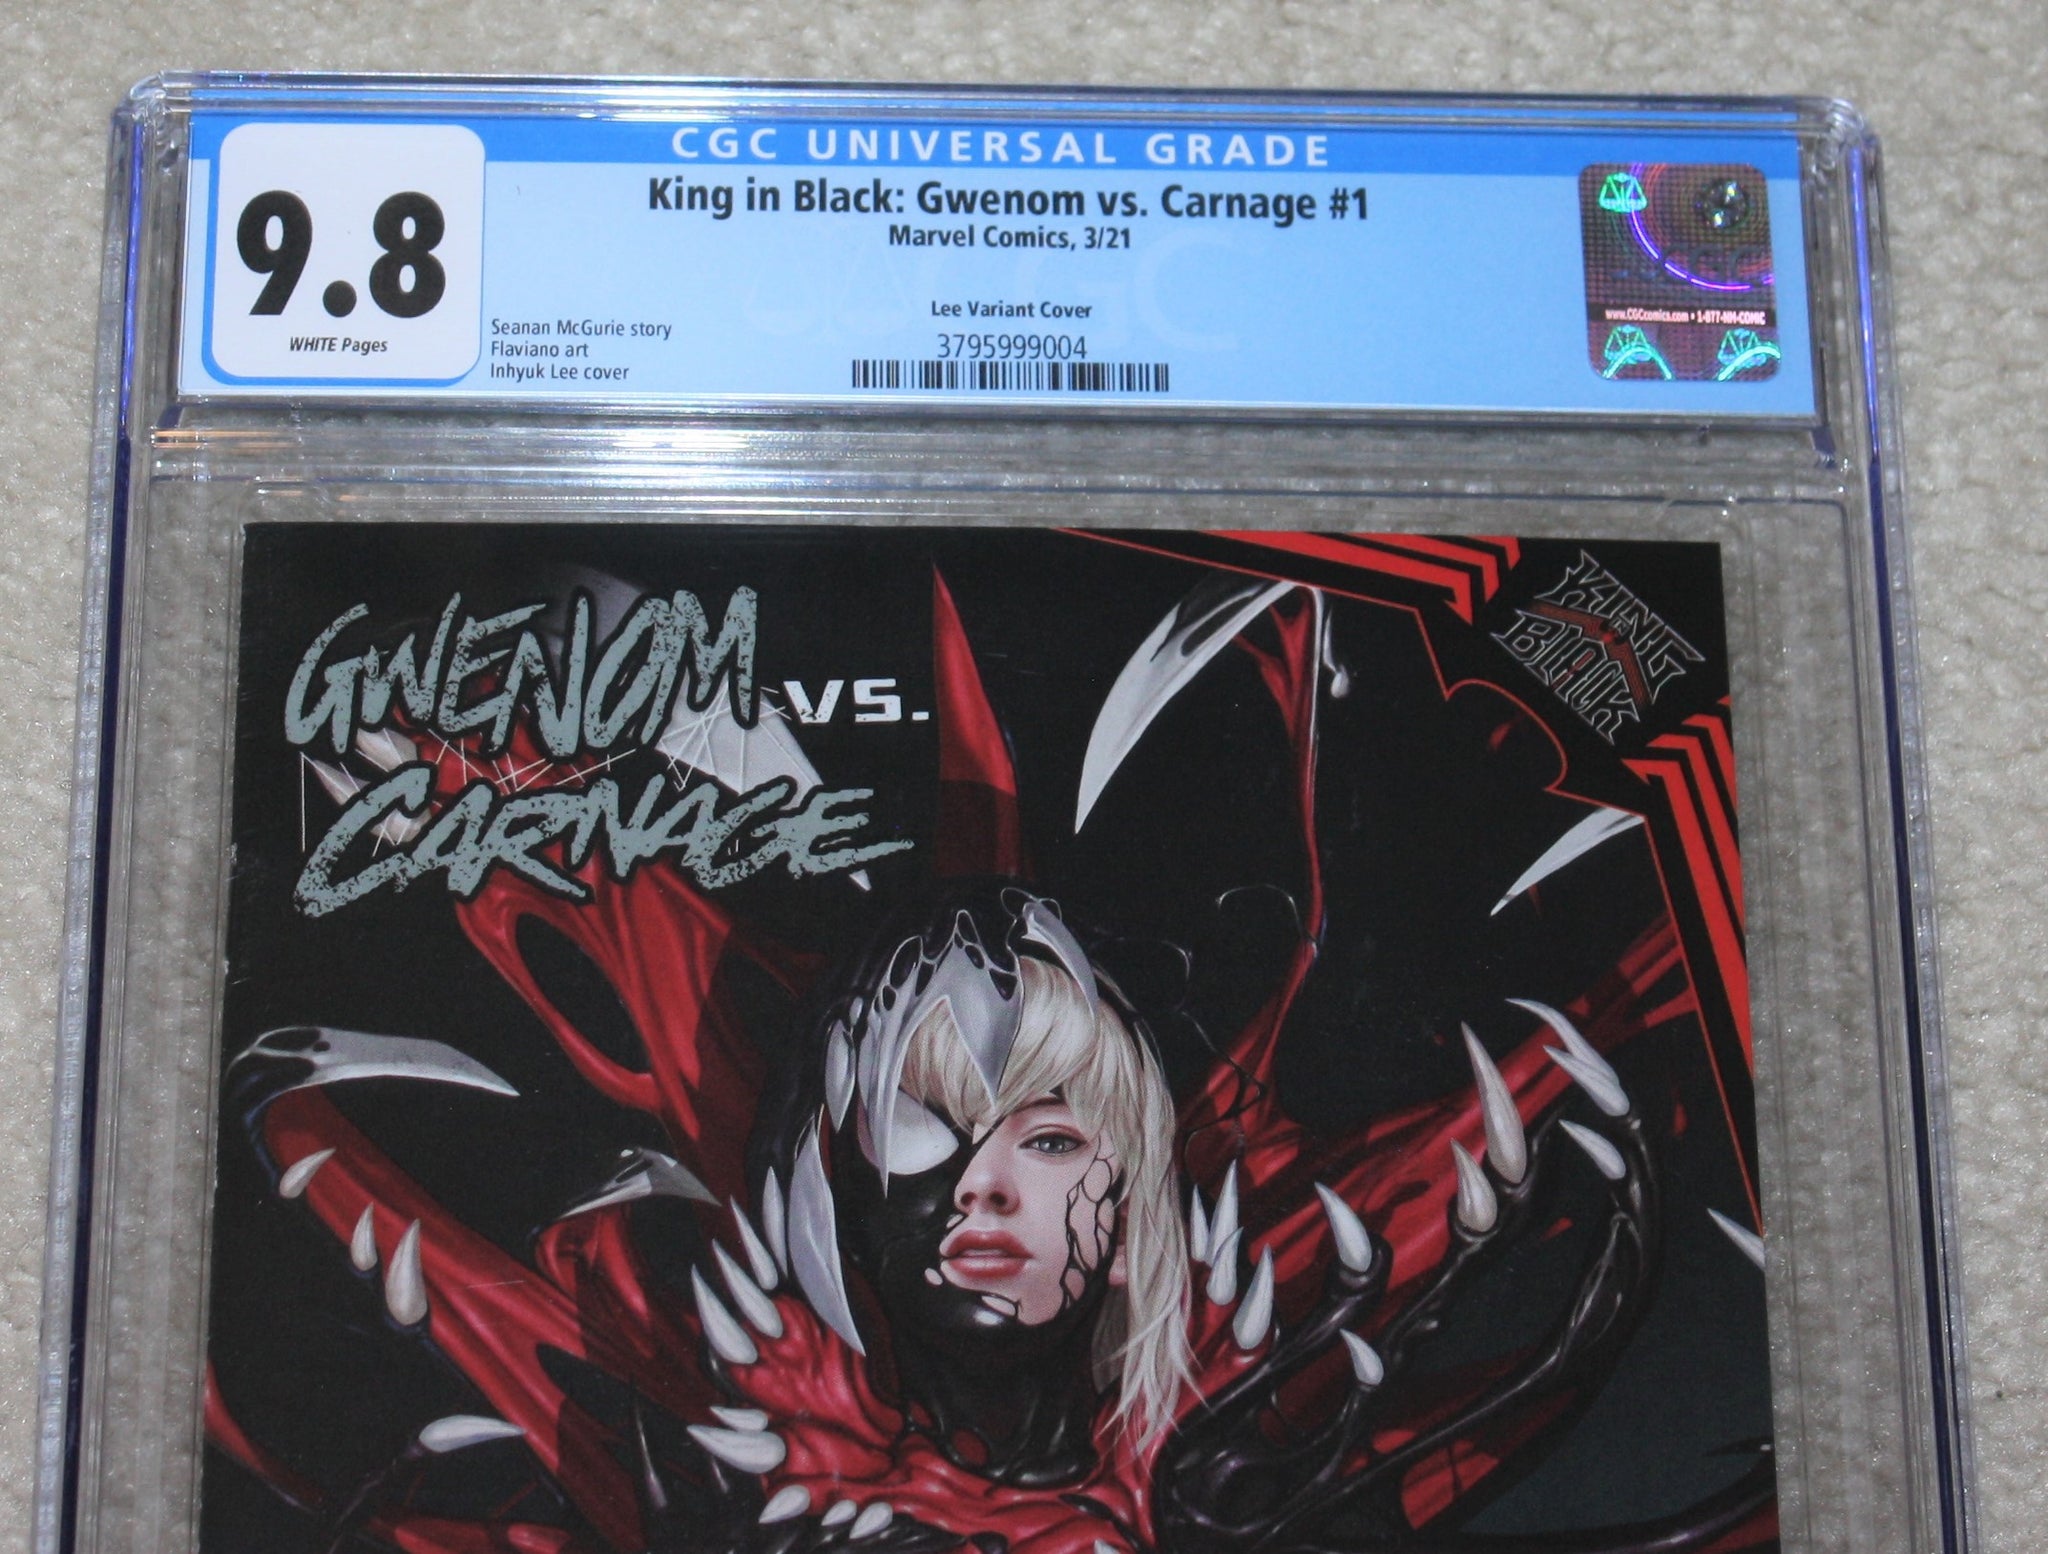 CGC UNIVERSAL GRADE
9.8
WHITE Pages
King in Black: Gwenom vs. Carnage #1
Marvel Comics, 3/21
Lee Variant Cover
3795999004
Seanan McGurie story
Flaviano art
Inhyuk Lee cover
www.CGCcomics.com • 1-877-NM-COMIC
GWENOM VS.
CARNAGE
KING
IN
BLACK